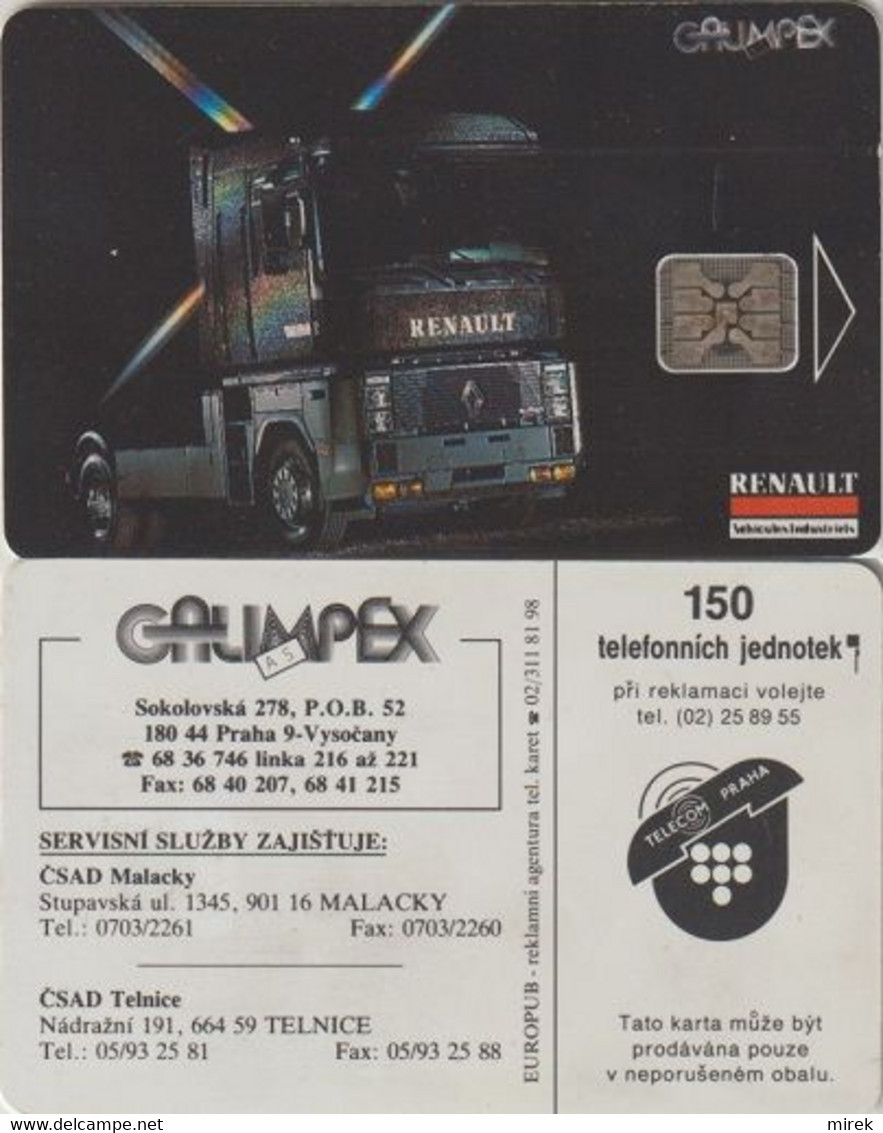 GALIMPEX
RENAULT
RENAULT
Véhicules Industriels
GALIMPEX
A S
Sokolovská 278, P.O.B. 52
180 44 Praha 9-Vysočany
☎ 68 36 746 linka 216 až 221
Fax: 68 40 207, 68 41 215
SERVISNÍ SLUŽBY ZAJIŠŤUJE:
ČSAD Malacky
Stupavská ul. 1345, 901 16 MALACKY
Tel.: 0703/2261 Fax: 0703/2260
ČSAD Telnice
Nádražní 191, 664 59 TELNICE
Tel.: 05/93 25 81 Fax: 05/93 25 88
EUROPUB - reklamní agentura tel. karet ☎ 02/311 81 98
150
telefonních jednotek
při reklamaci volejte
tel. (02) 25 89 55
TELECOM PRAHA
Tato karta může být
prodávána pouze
v neporušeném obalu.
www.delcampe.net
mirek